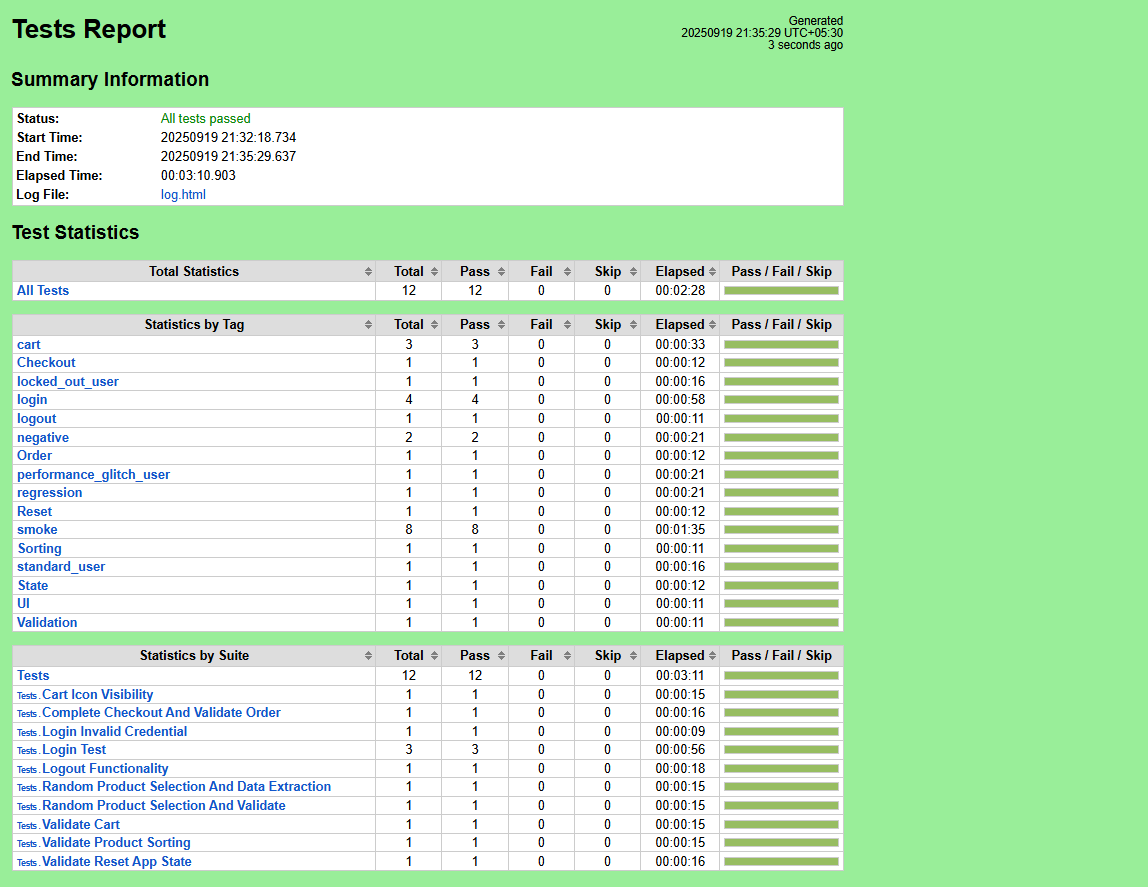 Tests Report
Generated
20250919 21:35:29 UTC+05:30
3 seconds ago
Summary Information
Status: All tests passed
Start Time: 20250919 21:32:18.734
End Time: 20250919 21:35:29.637
Elapsed Time: 00:03:10.903
Log File: log.html
Test Statistics
Total Statistics Total Pass Fail Skip Elapsed Pass / Fail / Skip
All Tests 12 12 0 0 00:02:28
Statistics by Tag Total Pass Fail Skip Elapsed Pass / Fail / Skip
cart 3 3 0 0 00:00:33
Checkout 1 1 0 0 00:00:12
locked_out_user 1 1 0 0 00:00:16
login 4 4 0 0 00:00:58
logout 1 1 0 0 00:00:11
negative 2 2 0 0 00:00:21
Order 1 1 0 0 00:00:12
performance_glitch_user 1 1 0 0 00:00:21
regression 1 1 0 0 00:00:21
Reset 1 1 0 0 00:00:12
smoke 8 8 0 0 00:01:35
Sorting 1 1 0 0 00:00:11
standard_user 1 1 0 0 00:00:16
State 1 1 0 0 00:00:12
UI 1 1 0 0 00:00:11
Validation 1 1 0 0 00:00:11
Statistics by Suite Total Pass Fail Skip Elapsed Pass / Fail / Skip
Tests 12 12 0 0 00:03:11
Tests . Cart Icon Visibility 1 1 0 0 00:00:15
Tests . Complete Checkout And Validate Order 1 1 0 0 00:00:16
Tests . Login Invalid Credential 1 1 0 0 00:00:09
Tests . Login Test 3 3 0 0 00:00:56
Tests . Logout Functionality 1 1 0 0 00:00:18
Tests . Random Product Selection And Data Extraction 1 1 0 0 00:00:15
Tests . Random Product Selection And Validate 1 1 0 0 00:00:15
Tests . Validate Cart 1 1 0 0 00:00:15
Tests . Validate Product Sorting 1 1 0 0 00:00:15
Tests . Validate Reset App State 1 1 0 0 00:00:16